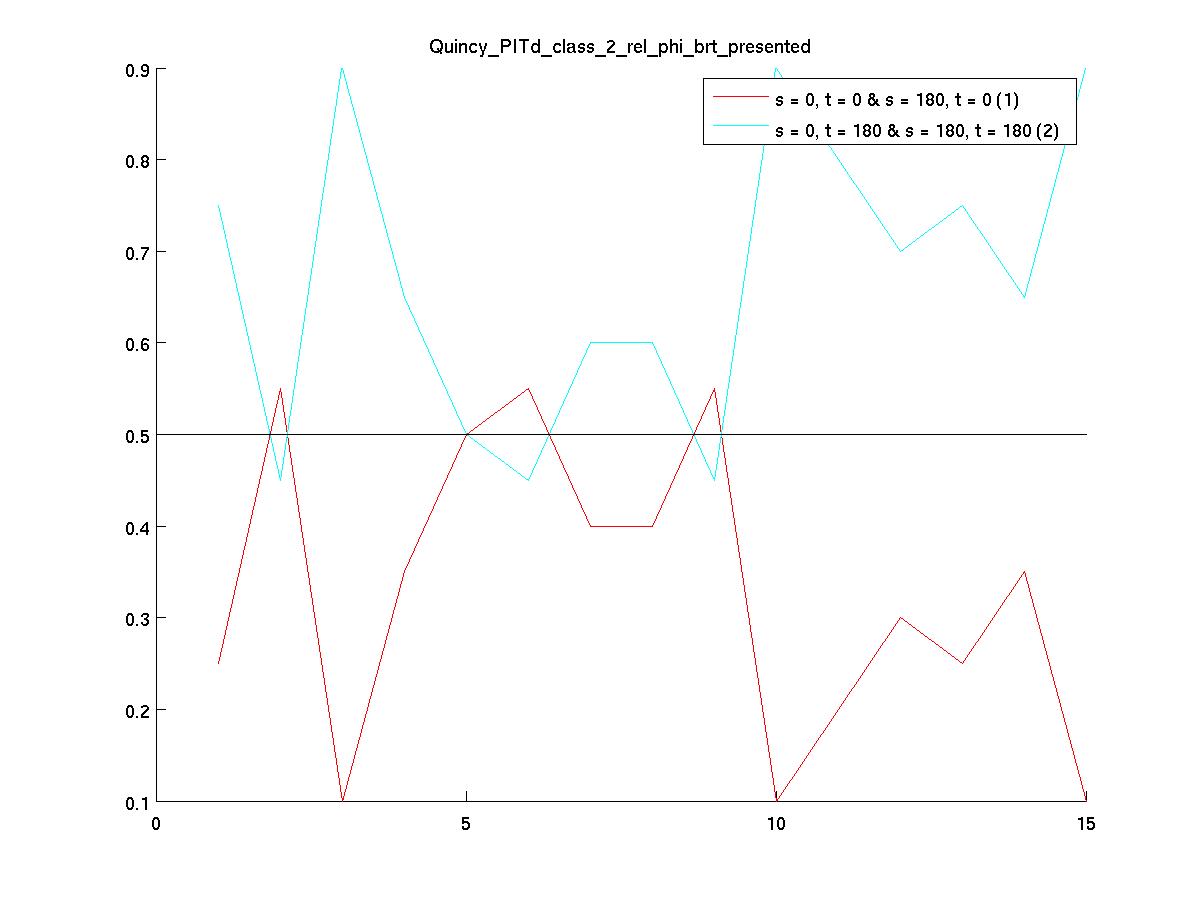 Quincy_PITd_class_2_rel_phi_brt_presented
s = 0, t = 0 & s = 180, t = 0 (1)
s = 0, t = 180 & s = 180, t = 180 (2)
0.9
0.8
0.7
0.6
0.5
0.4
0.3
0.2
0.1
0 5 10 15